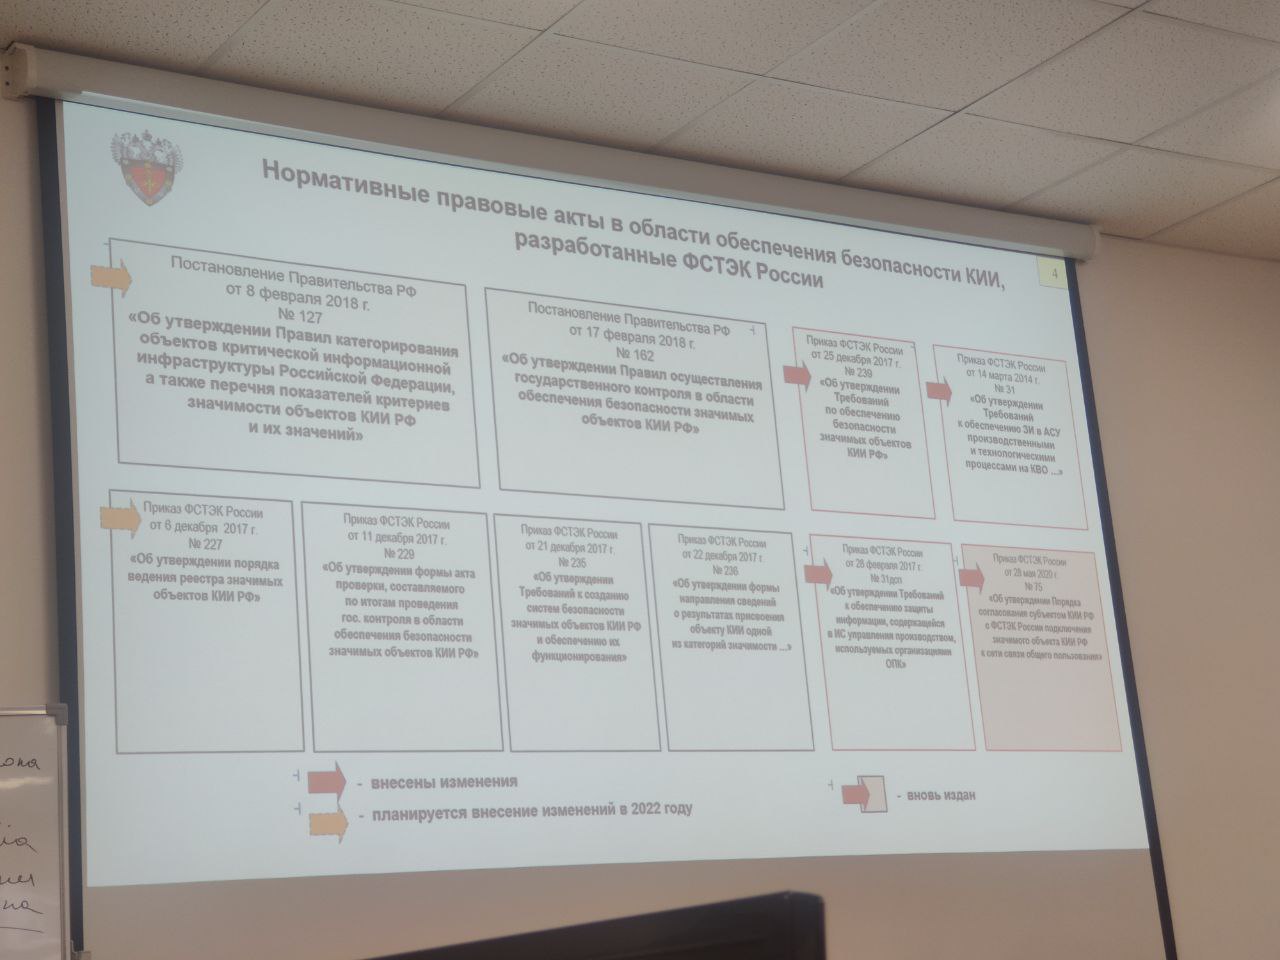 Нормативные правовые акты в области обеспечения безопасности КИИ,
разработанные ФСТЭК России
4
Постановление Правительства РФ
от 8 февраля 2018 г.
№ 127
«Об утверждении Правил категорирования
объектов критической информационной
инфраструктуры Российской Федерации,
а также перечня показателей критериев
значимости объектов КИИ РФ
и их значений»
Постановление Правительства РФ
от 17 февраля 2018 г.
№ 162
«Об утверждении Правил осуществления
государственного контроля в области
обеспечения безопасности значимых
объектов КИИ РФ»
Приказ ФСТЭК России
от 25 декабря 2017 г.
№ 239
«Об утверждении
Требований
по обеспечению
безопасности
значимых объектов
КИИ РФ»
Приказ ФСТЭК России
от 14 марта 2014 г.
№ 31
«Об утверждении
Требований
к обеспечению ЗИ в АСУ
производственными
и технологическими
процессами на КВО ...»
Приказ ФСТЭК России
от 6 декабря 2017 г.
№ 227
«Об утверждении порядка
ведения реестра значимых
объектов КИИ РФ»
Приказ ФСТЭК России
от 11 декабря 2017 г.
№ 229
«Об утверждении формы акта
проверки, составляемого
по итогам проведения
гос. контроля в области
обеспечения безопасности
значимых объектов КИИ РФ»
Приказ ФСТЭК России
от 21 декабря 2017 г.
№ 235
«Об утверждении
Требований к созданию
систем безопасности
значимых объектов КИИ РФ
и обеспечению их
функционирования»
Приказ ФСТЭК России
от 22 декабря 2017 г.
№ 236
«Об утверждении формы
направления сведений
о результатах присвоения
объекту КИИ одной
из категорий значимости ...»
Приказ ФСТЭК России
от 28 февраля 2017 г.
№ 31дсп
«Об утверждении Требований
к обеспечению защиты
информации, содержащейся
в ИС управления производством,
используемых организациями
ОПК»
Приказ ФСТЭК России
от 28 мая 2020 г.
№ 75
«Об утверждении Порядка
согласования субъектом КИИ РФ
с ФСТЭК России подключения
значимого объекта КИИ РФ
к сети связи общего пользования»
- внесены изменения
- планируется внесение изменений в 2022 году
- вновь издан